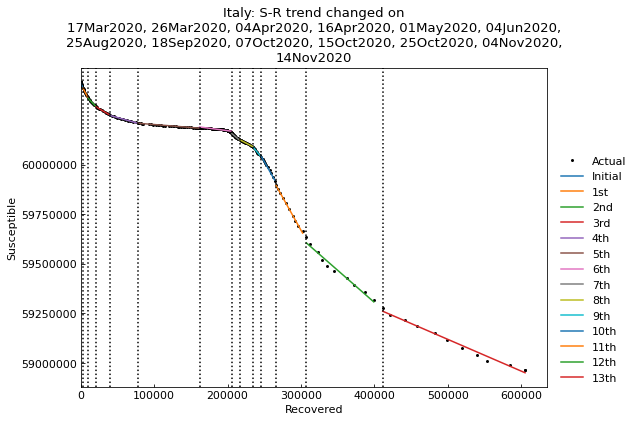 Italy: S-R trend changed on
17Mar2020, 26Mar2020, 04Apr2020, 16Apr2020, 01May2020, 04Jun2020,
25Aug2020, 18Sep2020, 07Oct2020, 15Oct2020, 25Oct2020, 04Nov2020,
14Nov2020
60000000
59750000
59500000
59250000
59000000
Susceptible
0
100000
200000
300000
400000
500000
600000
Recovered
Actual
Initial
1st
2nd
3rd
4th
5th
6th
7th
8th
9th
10th
11th
12th
13th